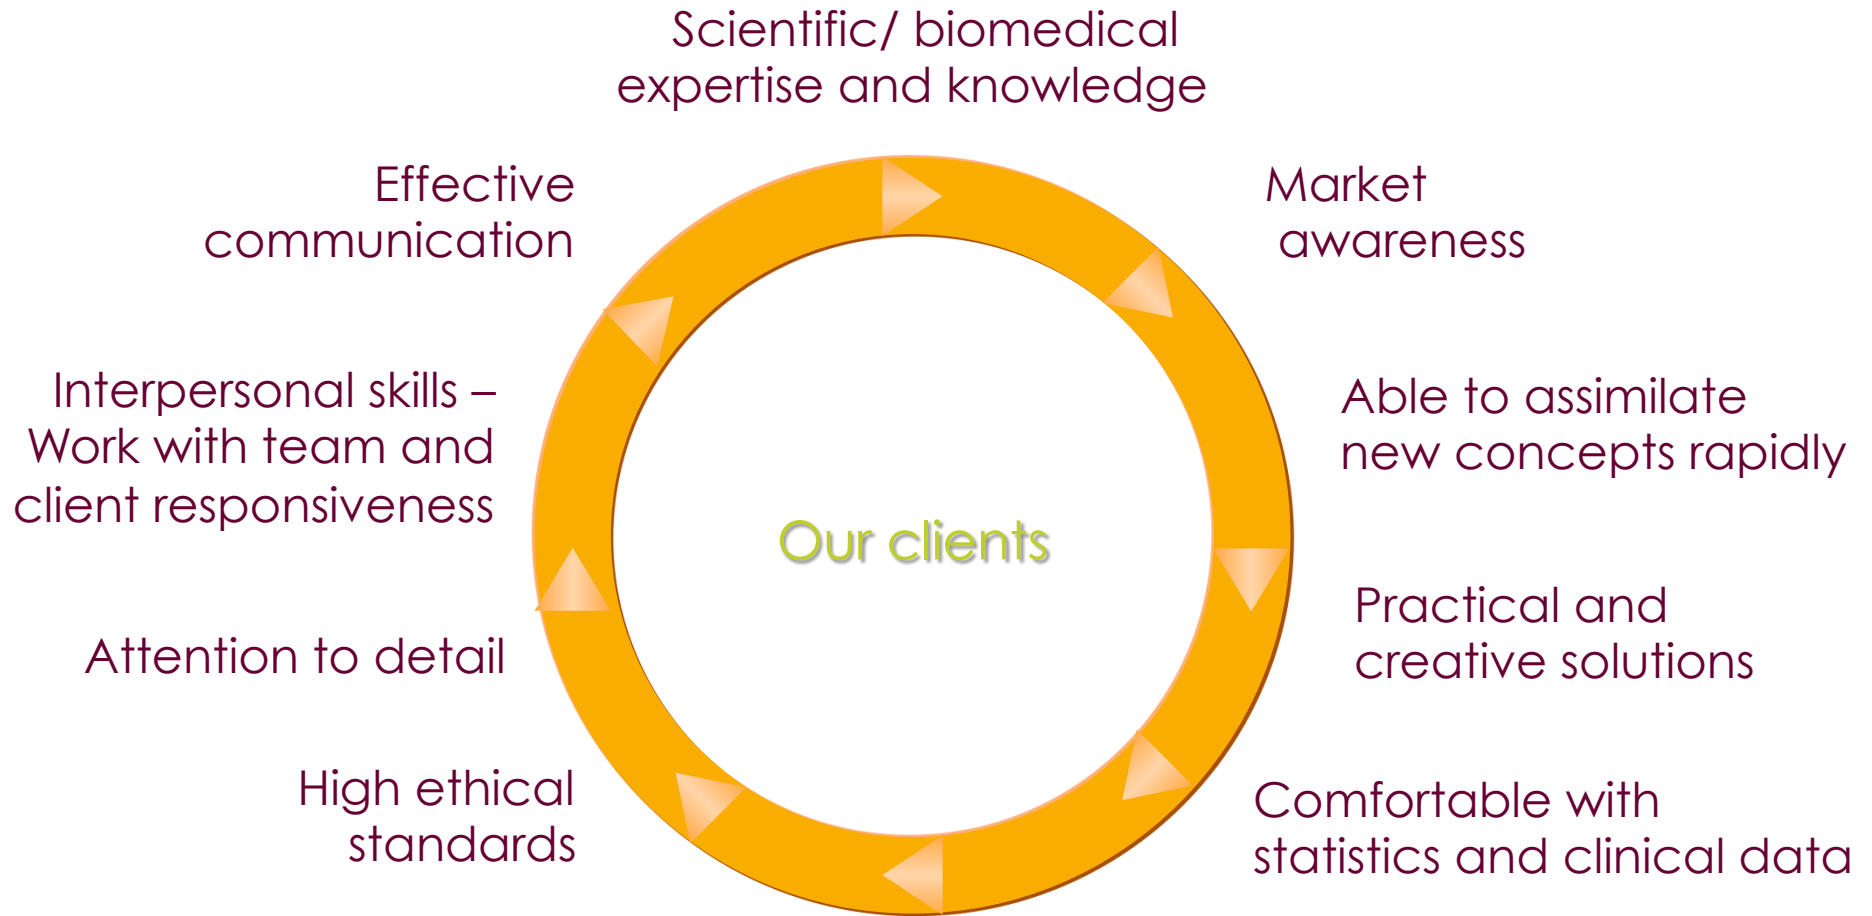 Scientific/ biomedical
expertise and knowledge
Market
awareness
Able to assimilate
new concepts rapidly
Practical and
creative solutions
Comfortable with
statistics and clinical data
High ethical
standards
Attention to detail
Interpersonal skills –
Work with team and
client responsiveness
Effective
communication
Our clients